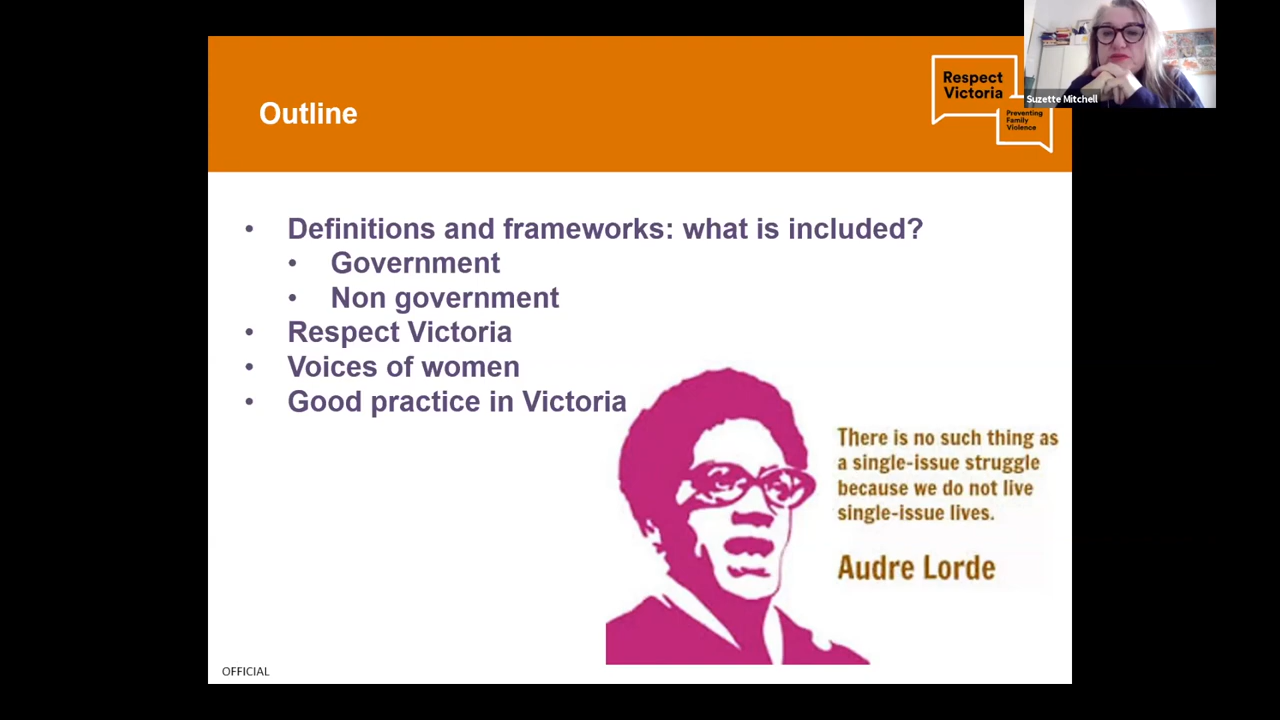 Outline
Respect
Victoria
Preventing
Family
Violence
Suzette Mitchell
• Definitions and frameworks: what is included?
• Government
• Non government
• Respect Victoria
• Voices of women
• Good practice in Victoria
There is no such thing as
a single-issue struggle
because we do not live
single-issue lives.
Audre Lorde
OFFICIAL